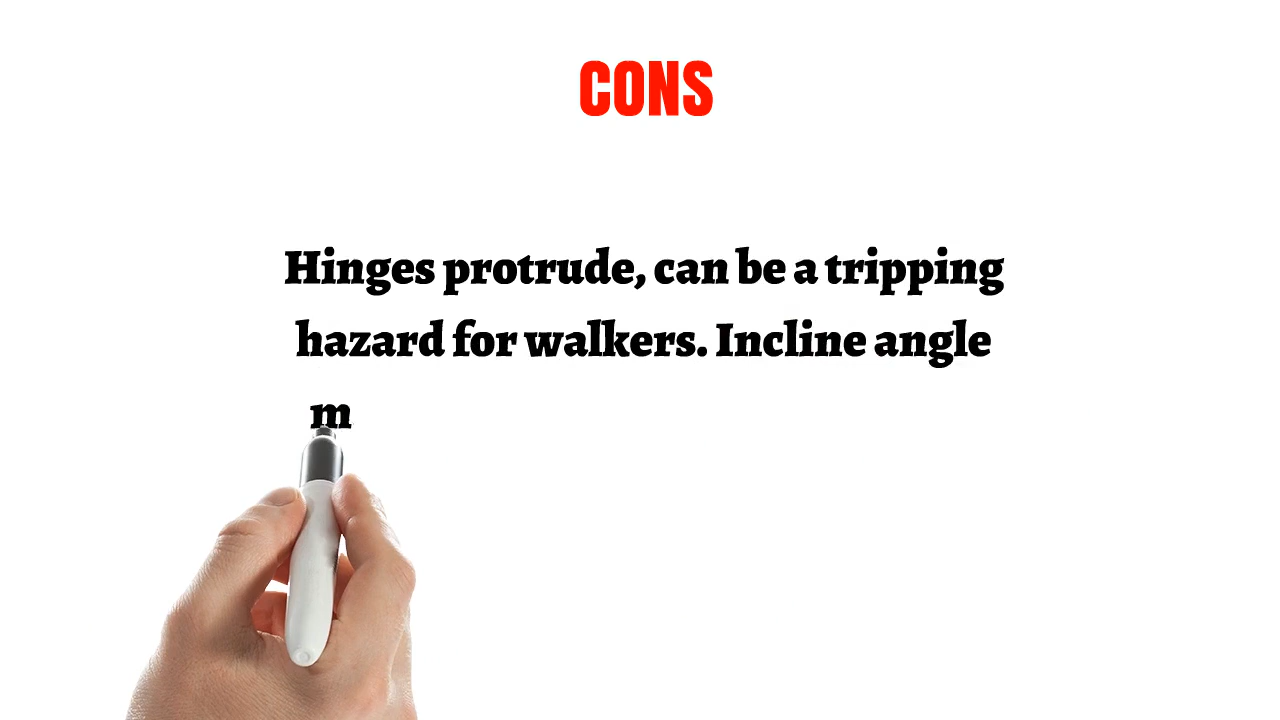 CONS
Hinges protrude, can be a tripping
hazard for walkers. Incline angle
m